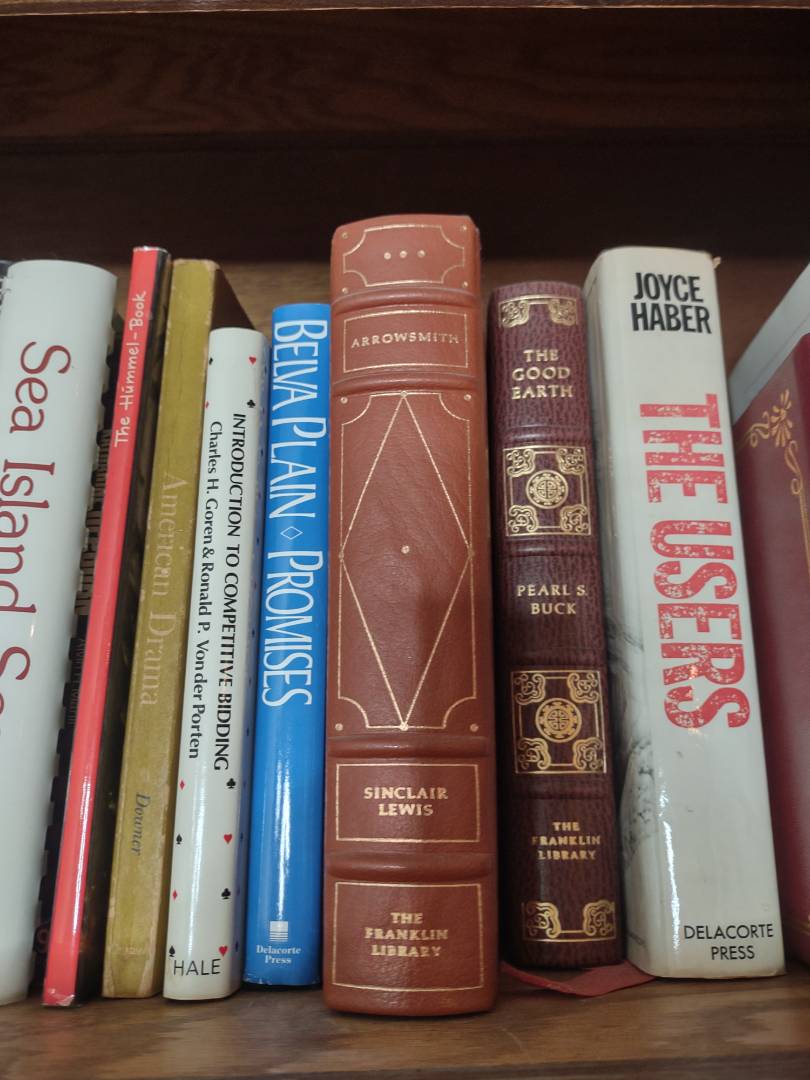 Sea Island
The Hummel-Book
American Drama
Downer
INTRODUCTION TO COMPETITIVE BIDDING
Charles H. Goren & Ronald P. Von der Porten
HALE
BELVA PLAIN ◇ PROMISES
Delacorte
Press
ARROWSMITH
SINCLAIR
LEWIS
THE
FRANKLIN
LIBRARY
THE
GOOD
EARTH
PEARL S.
BUCK
THE
FRANKLIN
LIBRARY
JOYCE
HABER
THE USERS
DELACORTE
PRESS